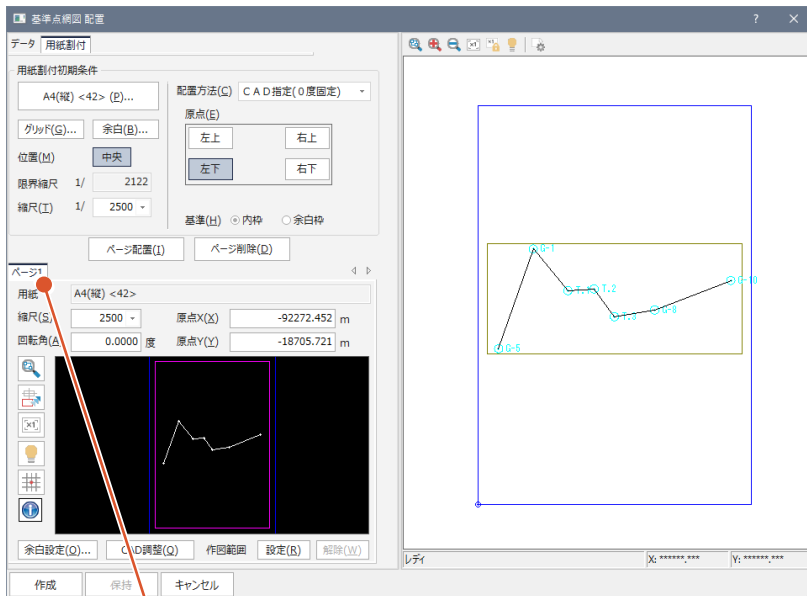 基準点網図 配置
データ 用紙割付
用紙割付初期条件
A4(縦) <42> (P)...
配置方法(C) CAD指定(0度固定)
原点(E)
左上 右上
左下 右下
グリッド(G)... 余白(B)...
位置(M) 中央
限界縮尺 1/ 2122
縮尺(T) 1/ 2500
基準(H) 内枠 余白枠
ページ配置(I) ページ削除(D)
ページ1
用紙 A4(縦) <42>
縮尺(S 2500 原点X(X) -92272.452 m
回転角(A 0.0000 度 原点Y(Y) -18705.721 m
余白設定(O)... CAD調整(Q) 作図範囲 設定(R) 解除(W)
作成 保持 キャンセル
G-1
T.2
G-10
G-8
G-5
レディ X: ******.*** Y: ******.***